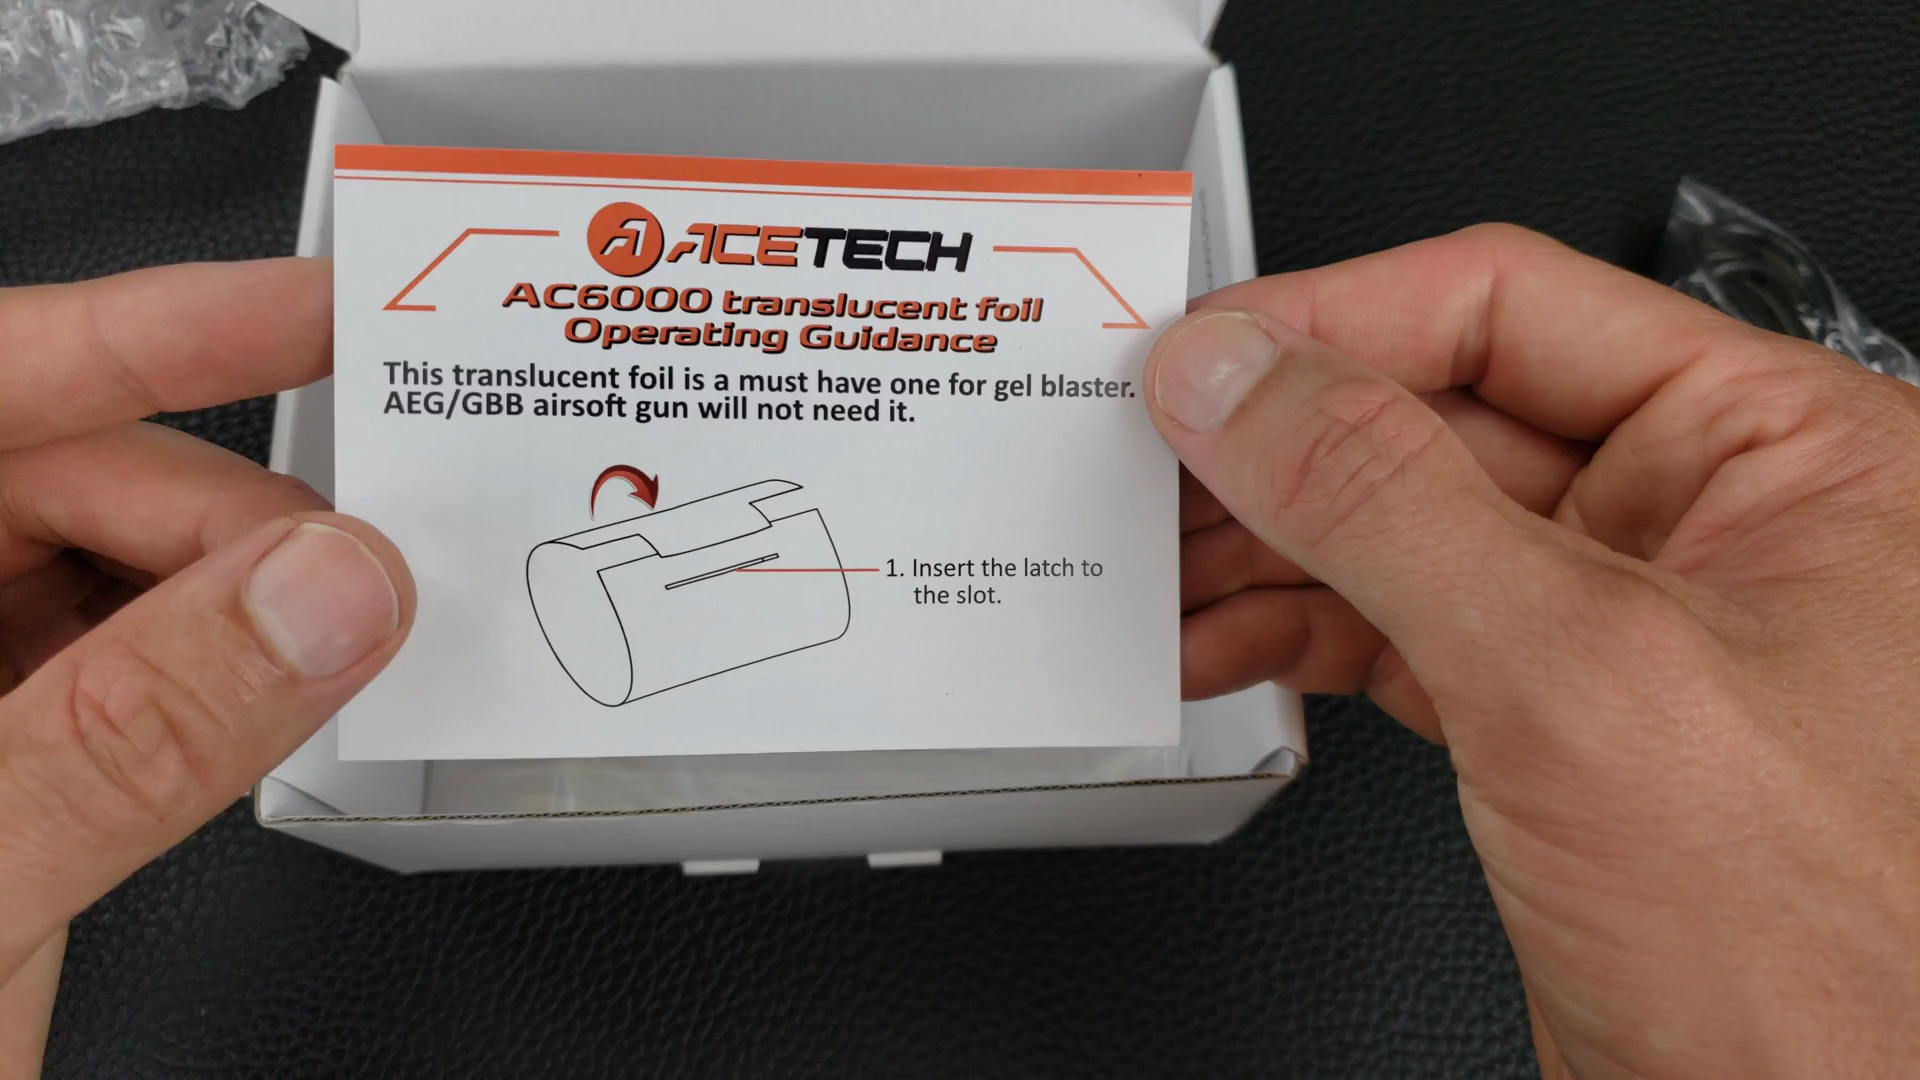 ACETECH
AC6000 translucent foil
Operating Guidance
This translucent foil is a must have one for gel blaster.
AEG/GBB airsoft gun will not need it.
1. Insert the latch to
the slot.